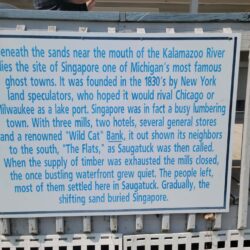 eneath the sands near the mouth of the Kalamazoo River
lies the site of Singapore one of Michigan's most famous
ghost towns. It was founded in the 1830's by New York
land speculators, who hoped it would rival Chicago or
Milwaukee as a lake port. Singapore was in fact a busy lumbering
town. With three mills, two hotels, several general stores
and a renowned "Wild Cat" Bank, it out shown its neighbors
to the south, "The Flats," as Saugatuck was then called.
When the supply of timber was exhausted the mills closed,
the once bustling waterfront grew quiet. The people left,
most of them settled here in Saugatuck. Gradually, the
shifting sand buried Singapore.